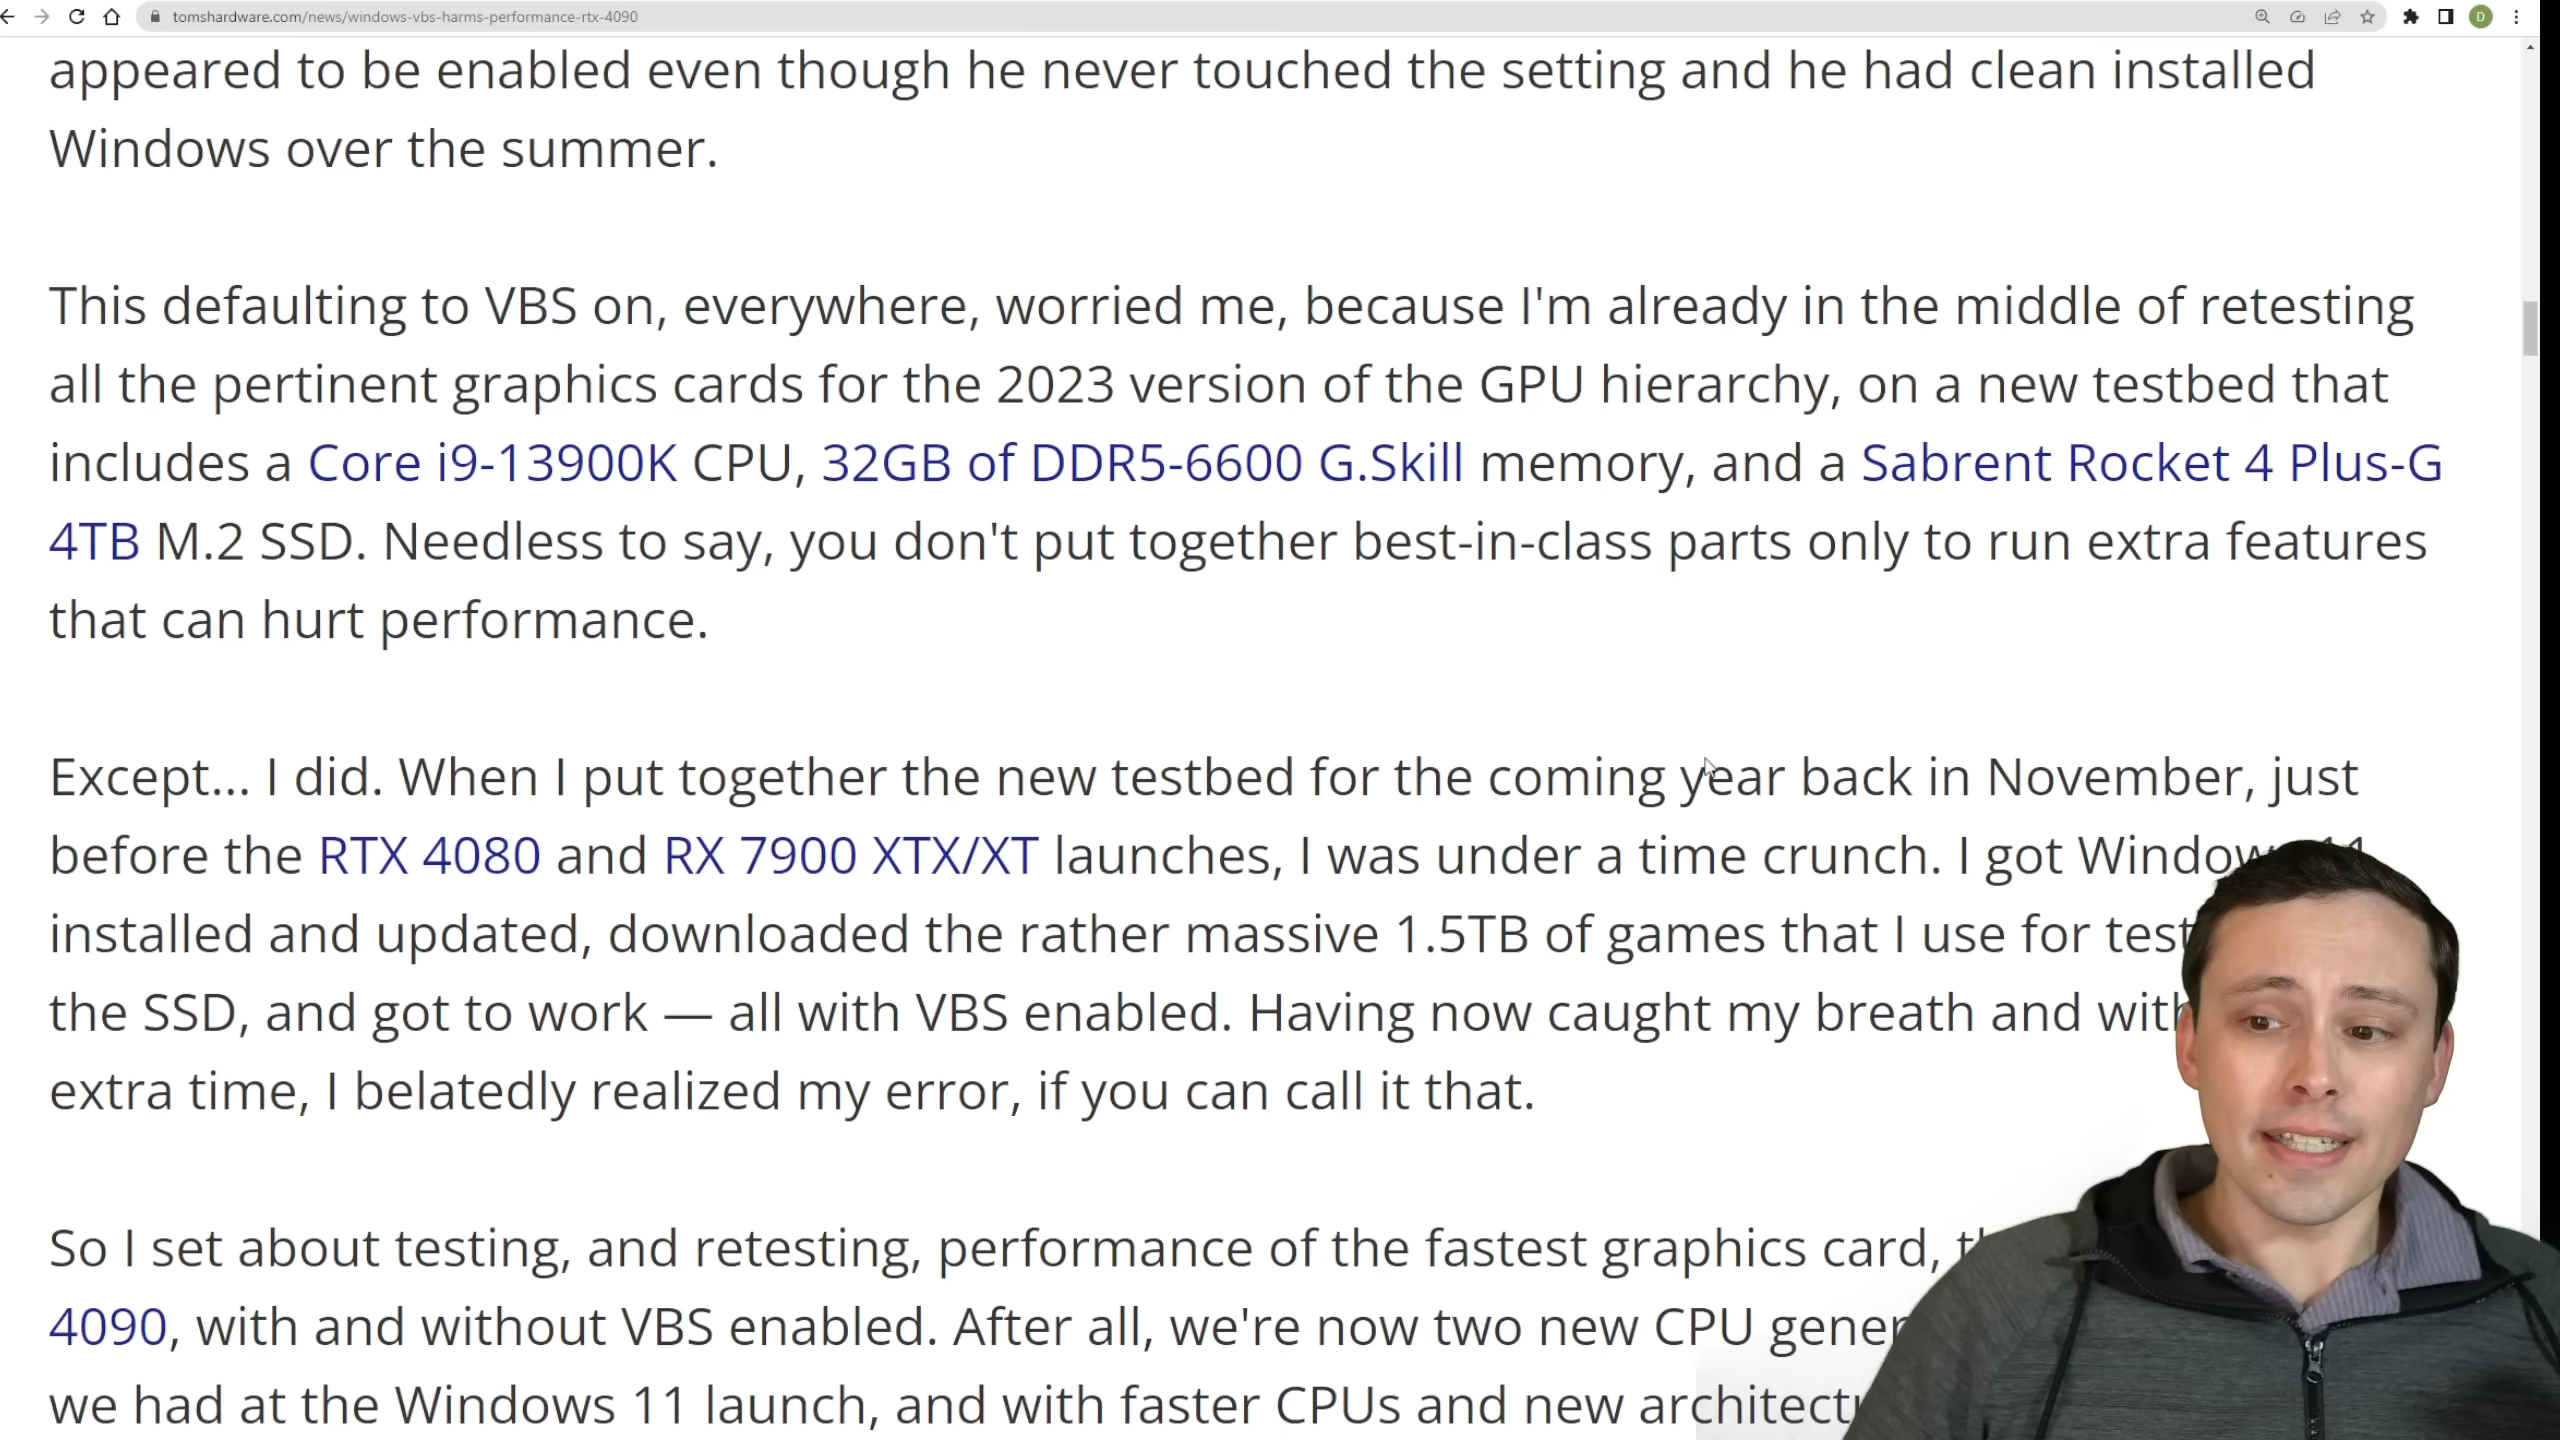 tomshardware.com/news/windows-vbs-harms-performance-rtx-4090
D
appeared to be enabled even though he never touched the setting and he had clean installed
Windows over the summer.
This defaulting to VBS on, everywhere, worried me, because I'm already in the middle of retesting
all the pertinent graphics cards for the 2023 version of the GPU hierarchy, on a new testbed that
includes a Core i9-13900K CPU, 32GB of DDR5-6600 G.Skill memory, and a Sabrent Rocket 4 Plus-G
4TB M.2 SSD. Needless to say, you don't put together best-in-class parts only to run extra features
that can hurt performance.
Except... I did. When I put together the new testbed for the coming year back in November, just
before the RTX 4080 and RX 7900 XTX/XT launches, I was under a time crunch. I got Windows 11
installed and updated, downloaded the rather massive 1.5TB of games that I use for
the SSD, and got to work — all with VBS enabled. Having now caught my breath and
extra time, I belatedly realized my error, if you can call it that.
So I set about testing, and retesting, performance of the fastest graphics card,
4090, with and without VBS enabled. After all, we're now two new CPU
we had at the Windows 11 launch, and with faster CPUs and new